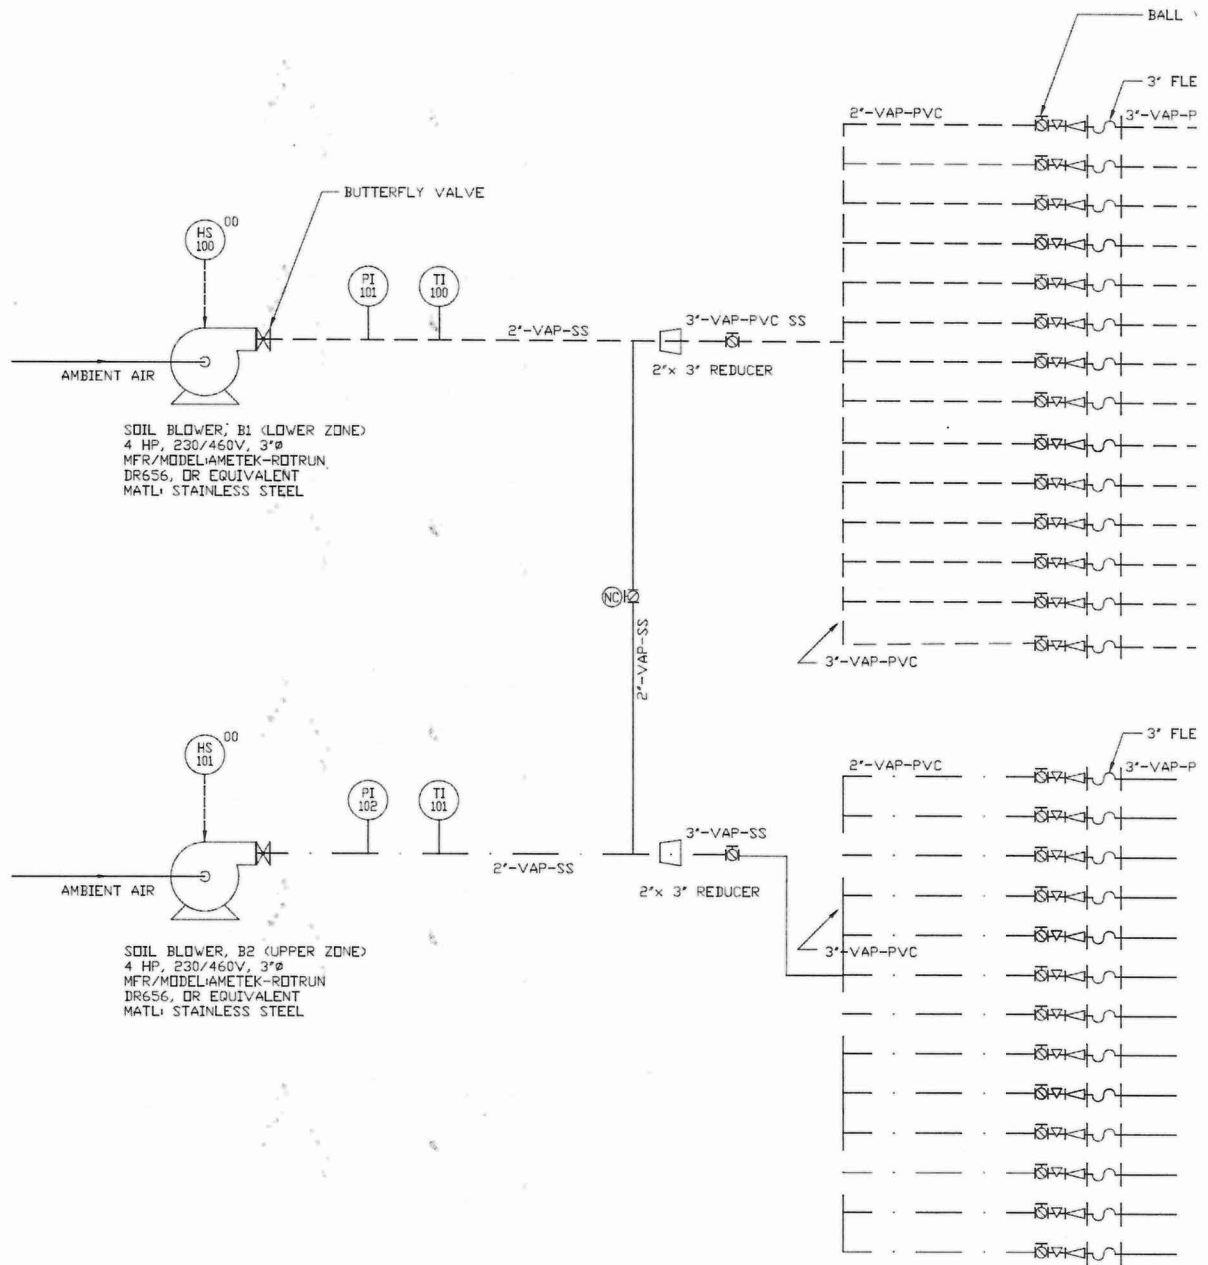 BALL
3" FLE
2"-VAP-PVC
3"-VAP-P
BUTTERFLY VALVE
HS
100
00
PI
101
TI
100
2"-VAP-SS
3"-VAP-PVC SS
2"x 3" REDUCER
AMBIENT AIR
SOIL BLOWER, B1 (LOWER ZONE)
4 HP, 230/460V, 3"ø
MFR/MODEL:AMETEK-ROTRUN
DR656, OR EQUIVALENT
MATL: STAINLESS STEEL
NC
2"-VAP-SS
3"-VAP-PVC
3" FLE
2"-VAP-PVC
3"-VAP-P
HS
101
00
PI
102
TI
101
2"-VAP-SS
3"-VAP-SS
2"x 3" REDUCER
AMBIENT AIR
3"-VAP-PVC
SOIL BLOWER, B2 (UPPER ZONE)
4 HP, 230/460V, 3"ø
MFR/MODEL:AMETEK-ROTRUN
DR656, OR EQUIVALENT
MATL: STAINLESS STEEL